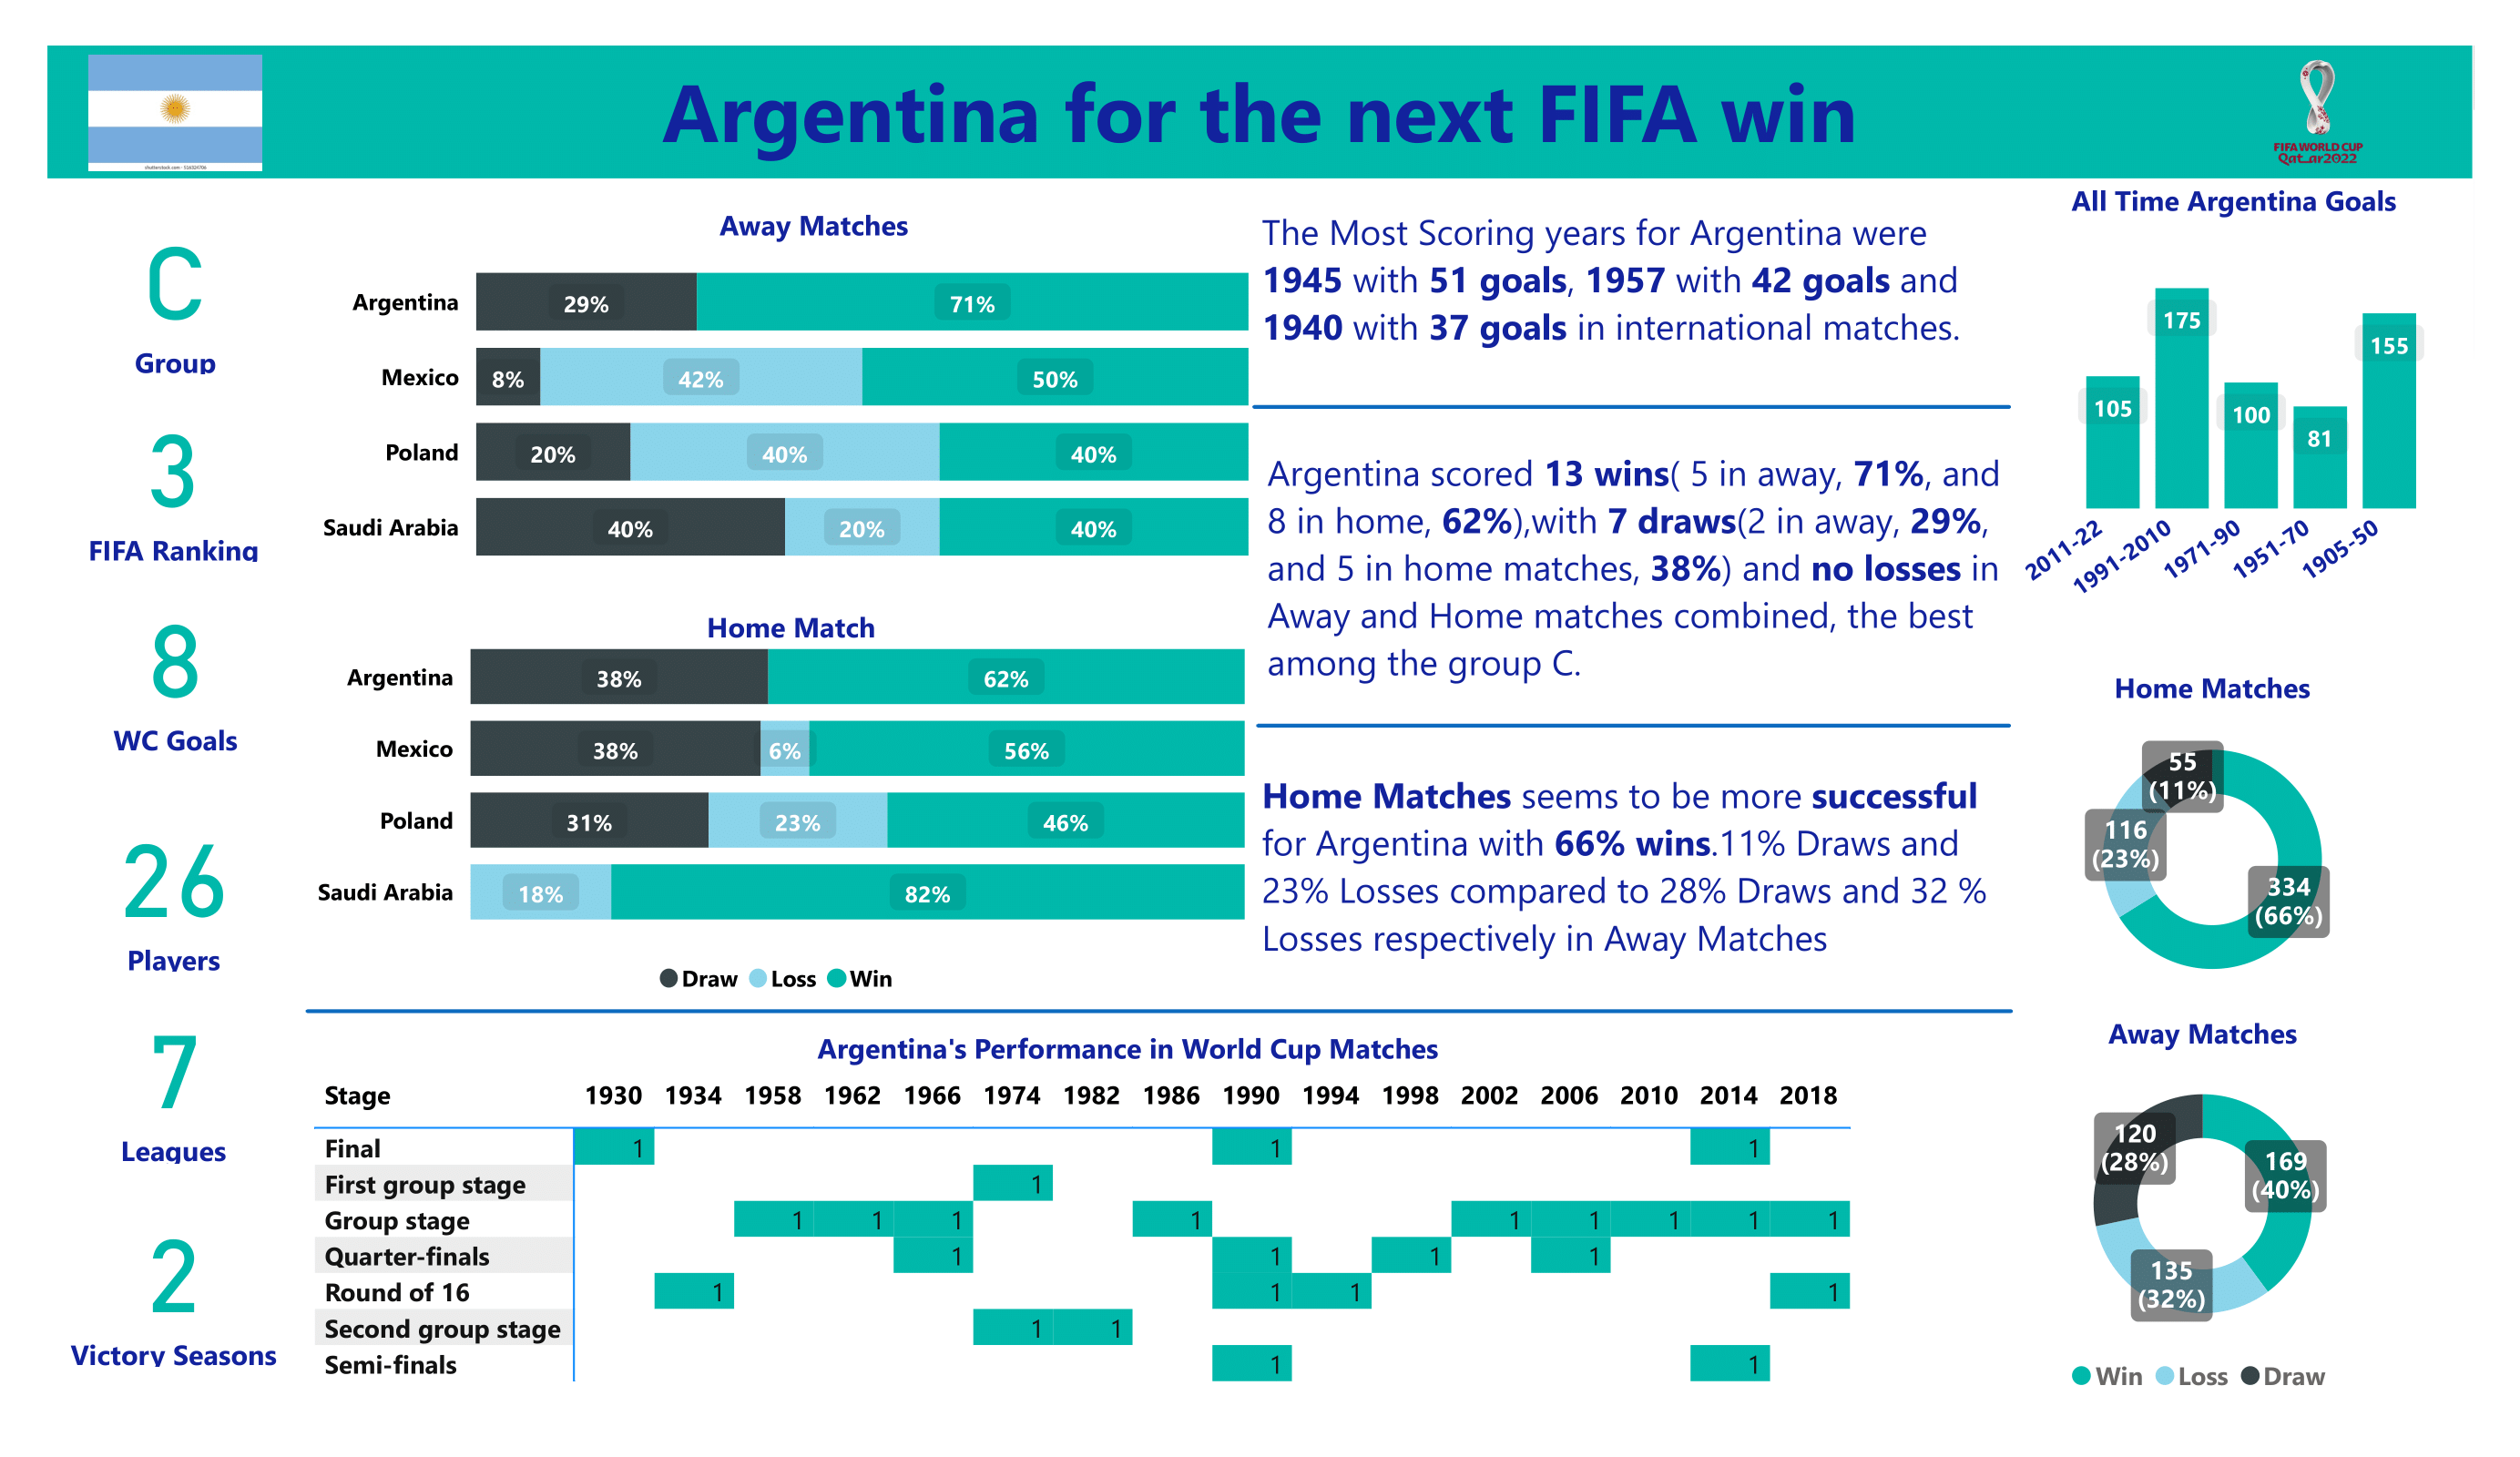 Argentina for the next FIFA win
shutterstock.com · 516325706
FIFA WORLD CUP
Qatar2022
C
Group
3
FIFA Ranking
8
WC Goals
26
Players
7
Leagues
2
Victory Seasons
Away Matches
Argentina 29% 71%
Mexico 8% 42% 50%
Poland 20% 40% 40%
Saudi Arabia 40% 20% 40%
Home Match
Argentina 38% 62%
Mexico 38% 6% 56%
Poland 31% 23% 46%
Saudi Arabia 18% 82%
Draw Loss Win
The Most Scoring years for Argentina were
1945 with 51 goals, 1957 with 42 goals and
1940 with 37 goals in international matches.
Argentina scored 13 wins( 5 in away, 71%, and
8 in home, 62%),with 7 draws(2 in away, 29%,
and 5 in home matches, 38%) and no losses in
Away and Home matches combined, the best
among the group C.
Home Matches seems to be more successful
for Argentina with 66% wins.11% Draws and
23% Losses compared to 28% Draws and 32 %
Losses respectively in Away Matches
Argentina's Performance in World Cup Matches
Stage 1930 1934 1958 1962 1966 1974 1982 1986 1990 1994 1998 2002 2006 2010 2014 2018
Final 1 1 1
First group stage 1
Group stage 1 1 1 1 1 1 1 1 1
Quarter-finals 1 1 1 1
Round of 16 1 1 1 1
Second group stage 1 1
Semi-finals 1 1
All Time Argentina Goals
105 175 100 81 155
2011-22 1991-2010 1971-90 1951-70 1905-50
Home Matches
55
(11%)
116
(23%)
334
(66%)
Away Matches
120
(28%)
169
(40%)
135
(32%)
Win Loss Draw